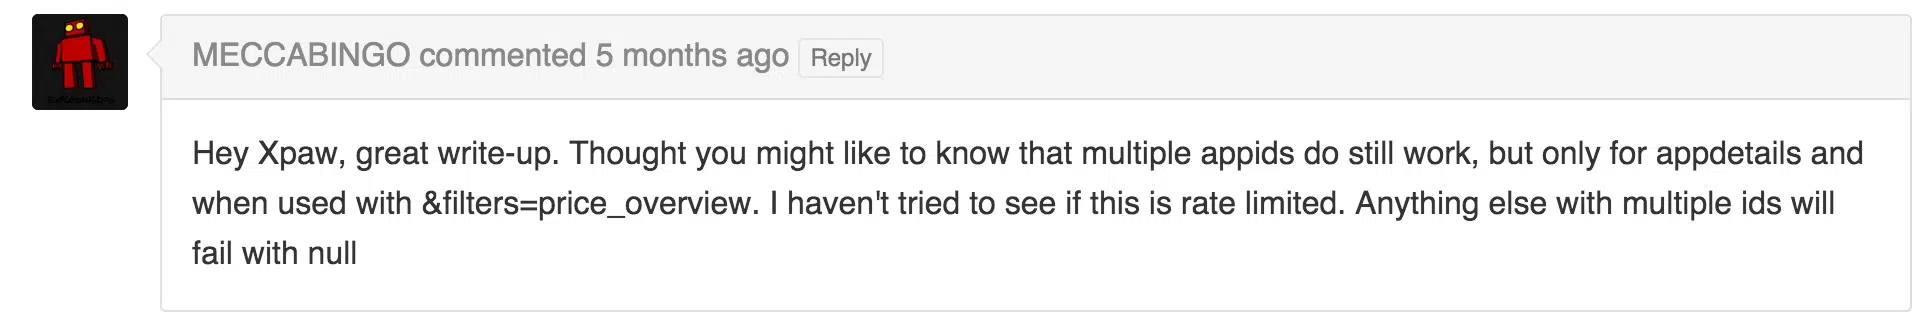 MECCABINGO commented 5 months ago Reply
Hey Xpaw, great write-up. Thought you might like to know that multiple appids do still work, but only for appdetails and
when used with &filters=price_overview. I haven't tried to see if this is rate limited. Anything else with multiple ids will
fail with null